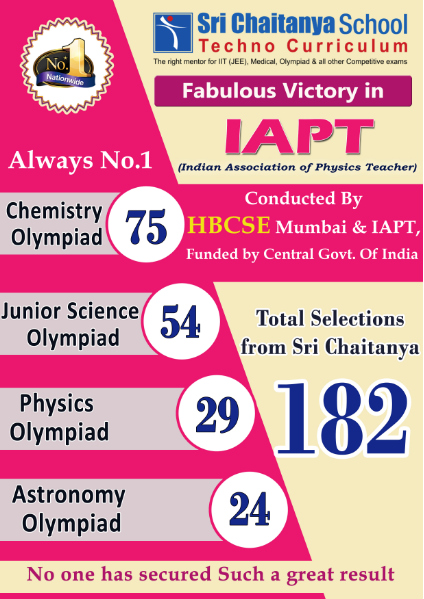 No.1
Nationwide
Sri Chaitanya School
Techno Curriculum
The right mentor for IIT (JEE), Medical, Olympiad & all other Competitive exams
Fabulous Victory in
IAPT
(Indian Association of Physics Teacher)
Always No.1
Conducted By
HBCSE Mumbai & IAPT,
Funded by Central Govt. Of India
Chemistry
Olympiad
75
Junior Science
Olympiad
54
Physics
Olympiad
29
Astronomy
Olympiad
24
Total Selections
from Sri Chaitanya
182
No one has secured Such a great result